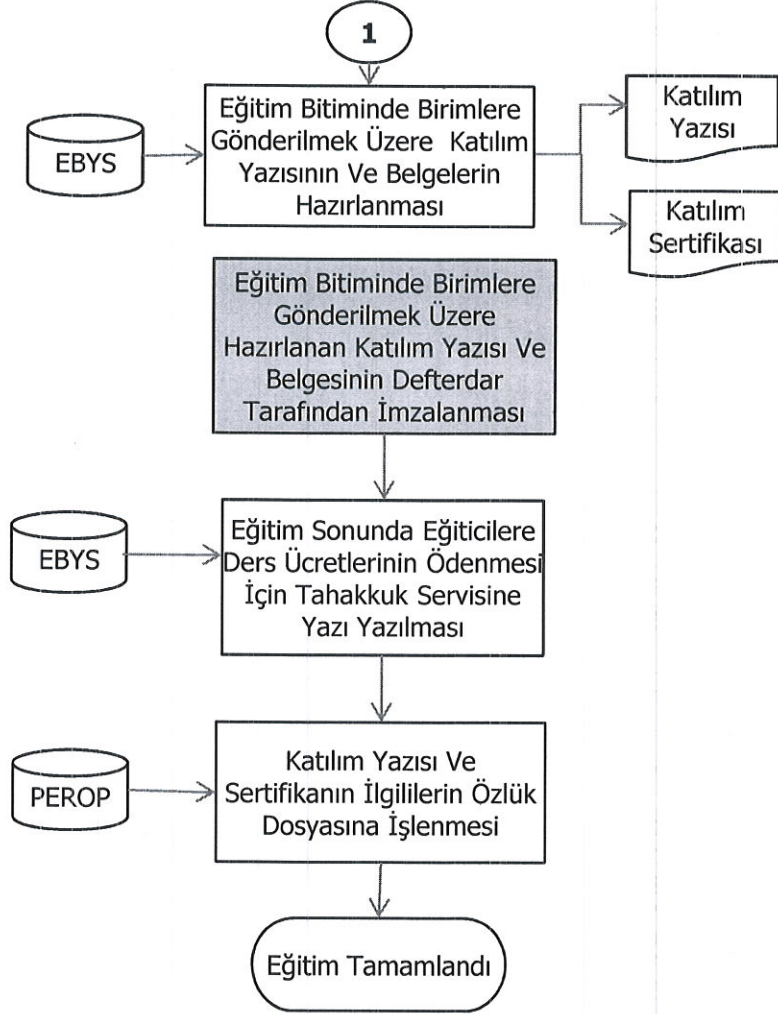 1
EBYS
Eğitim Bitiminde Birimlere
Gönderilmek Üzere Katılım
Yazısının Ve Belgelerin
Hazırlanması
Katılım
Yazısı
Katılım
Sertifikası
Eğitim Bitiminde Birimlere
Gönderilmek Üzere
Hazırlanan Katılım Yazısı Ve
Belgesinin Defterdar
Tarafından İmzalanması
EBYS
Eğitim Sonunda Eğiticilere
Ders Ücretlerinin Ödenmesi
İçin Tahakkuk Servisine
Yazı Yazılması
PEROP
Katılım Yazısı Ve
Sertifikanın İlgililerin Özlük
Dosyasına İşlenmesi
Eğitim Tamamlandı